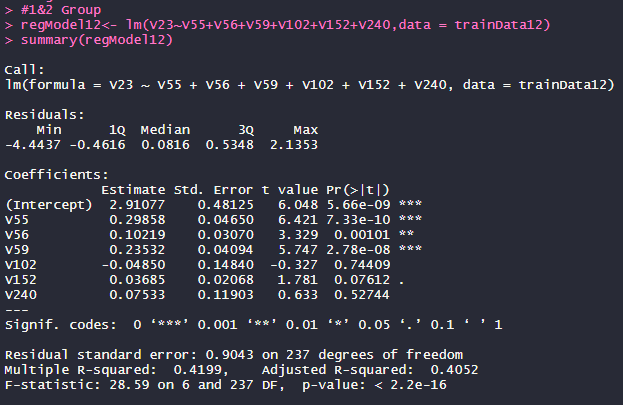 > #1&2 Group
> regModel12<- lm(V23~V55+V56+V59+V102+V152+V240,data = trainData12)
> summary(regModel12)
Call:
lm(formula = V23 ~ V55 + V56 + V59 + V102 + V152 + V240, data = trainData12)
Residuals:
    Min      1Q  Median      3Q     Max
-4.4437 -0.4616  0.0816  0.5348  2.1353
Coefficients:
            Estimate Std. Error t value Pr(>|t|)
(Intercept)  2.91077    0.48125   6.048 5.66e-09 ***
V55          0.29858    0.04650   6.421 7.33e-10 ***
V56          0.10219    0.03070   3.329  0.00101 **
V59          0.23532    0.04094   5.747 2.78e-08 ***
V102        -0.04850    0.14840  -0.327  0.74409
V152         0.03685    0.02068   1.781  0.07612 .
V240         0.07533    0.11903   0.633  0.52744
---
Signif. codes:  0 ‘***’ 0.001 ‘**’ 0.01 ‘*’ 0.05 ‘.’ 0.1 ‘ ’ 1
Residual standard error: 0.9043 on 237 degrees of freedom
Multiple R-squared:  0.4199,    Adjusted R-squared:  0.4052
F-statistic: 28.59 on 6 and 237 DF,  p-value: < 2.2e-16